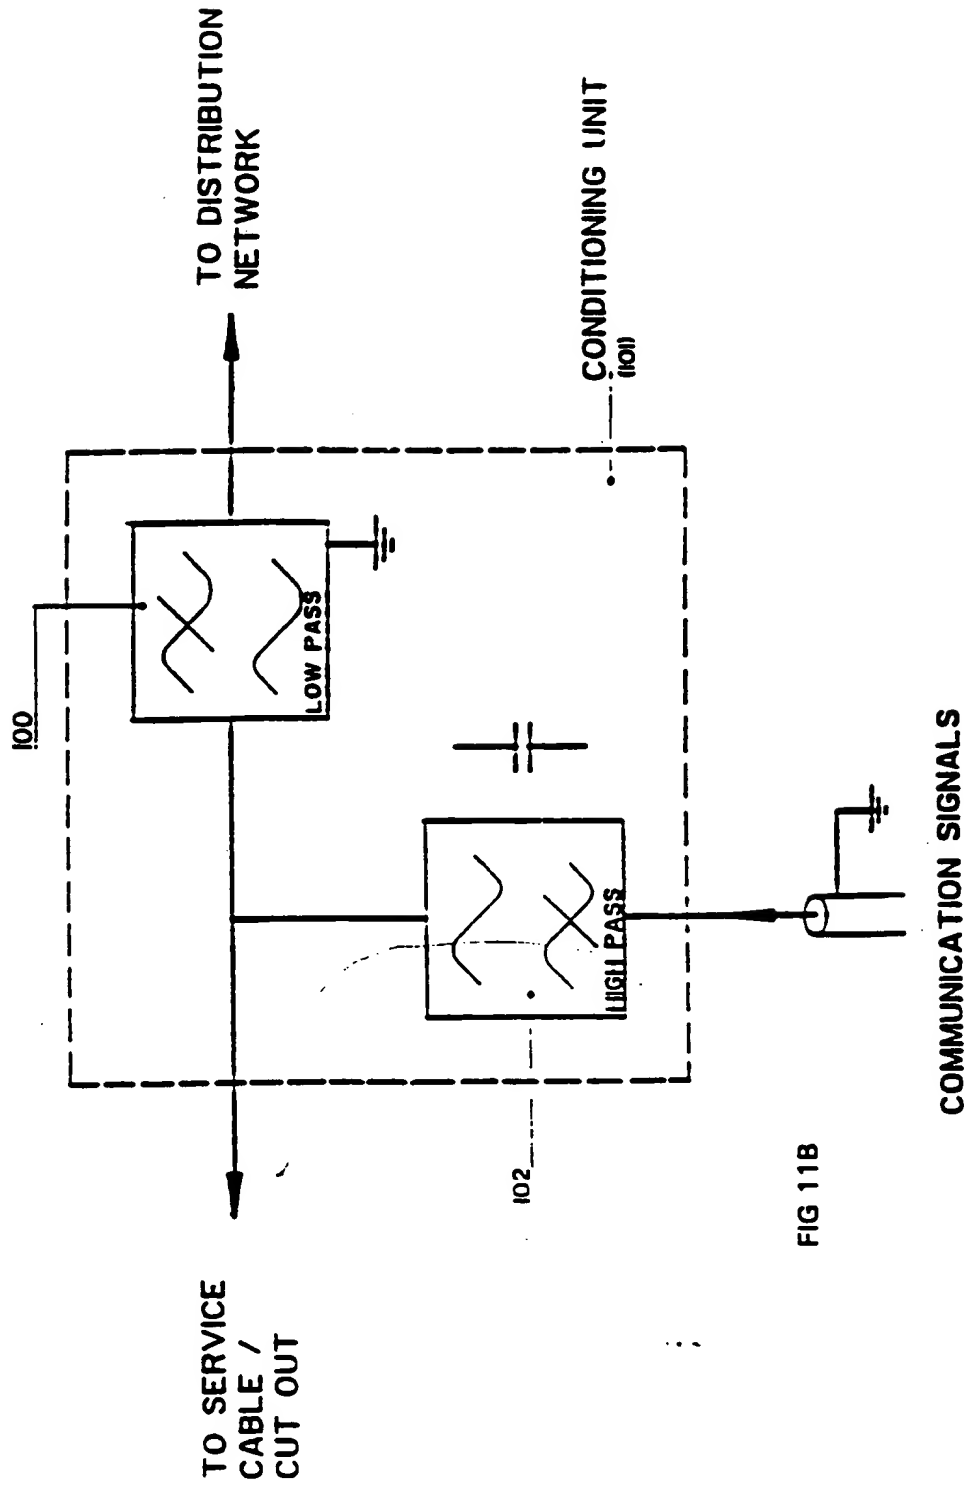 TO DISTRIBUTION
NETWORK
100
LOW PASS
CONDITIONING UNIT
(101)
HIGH PASS
102
TO SERVICE
CABLE /
CUT OUT
COMMUNICATION SIGNALS
FIG 11B